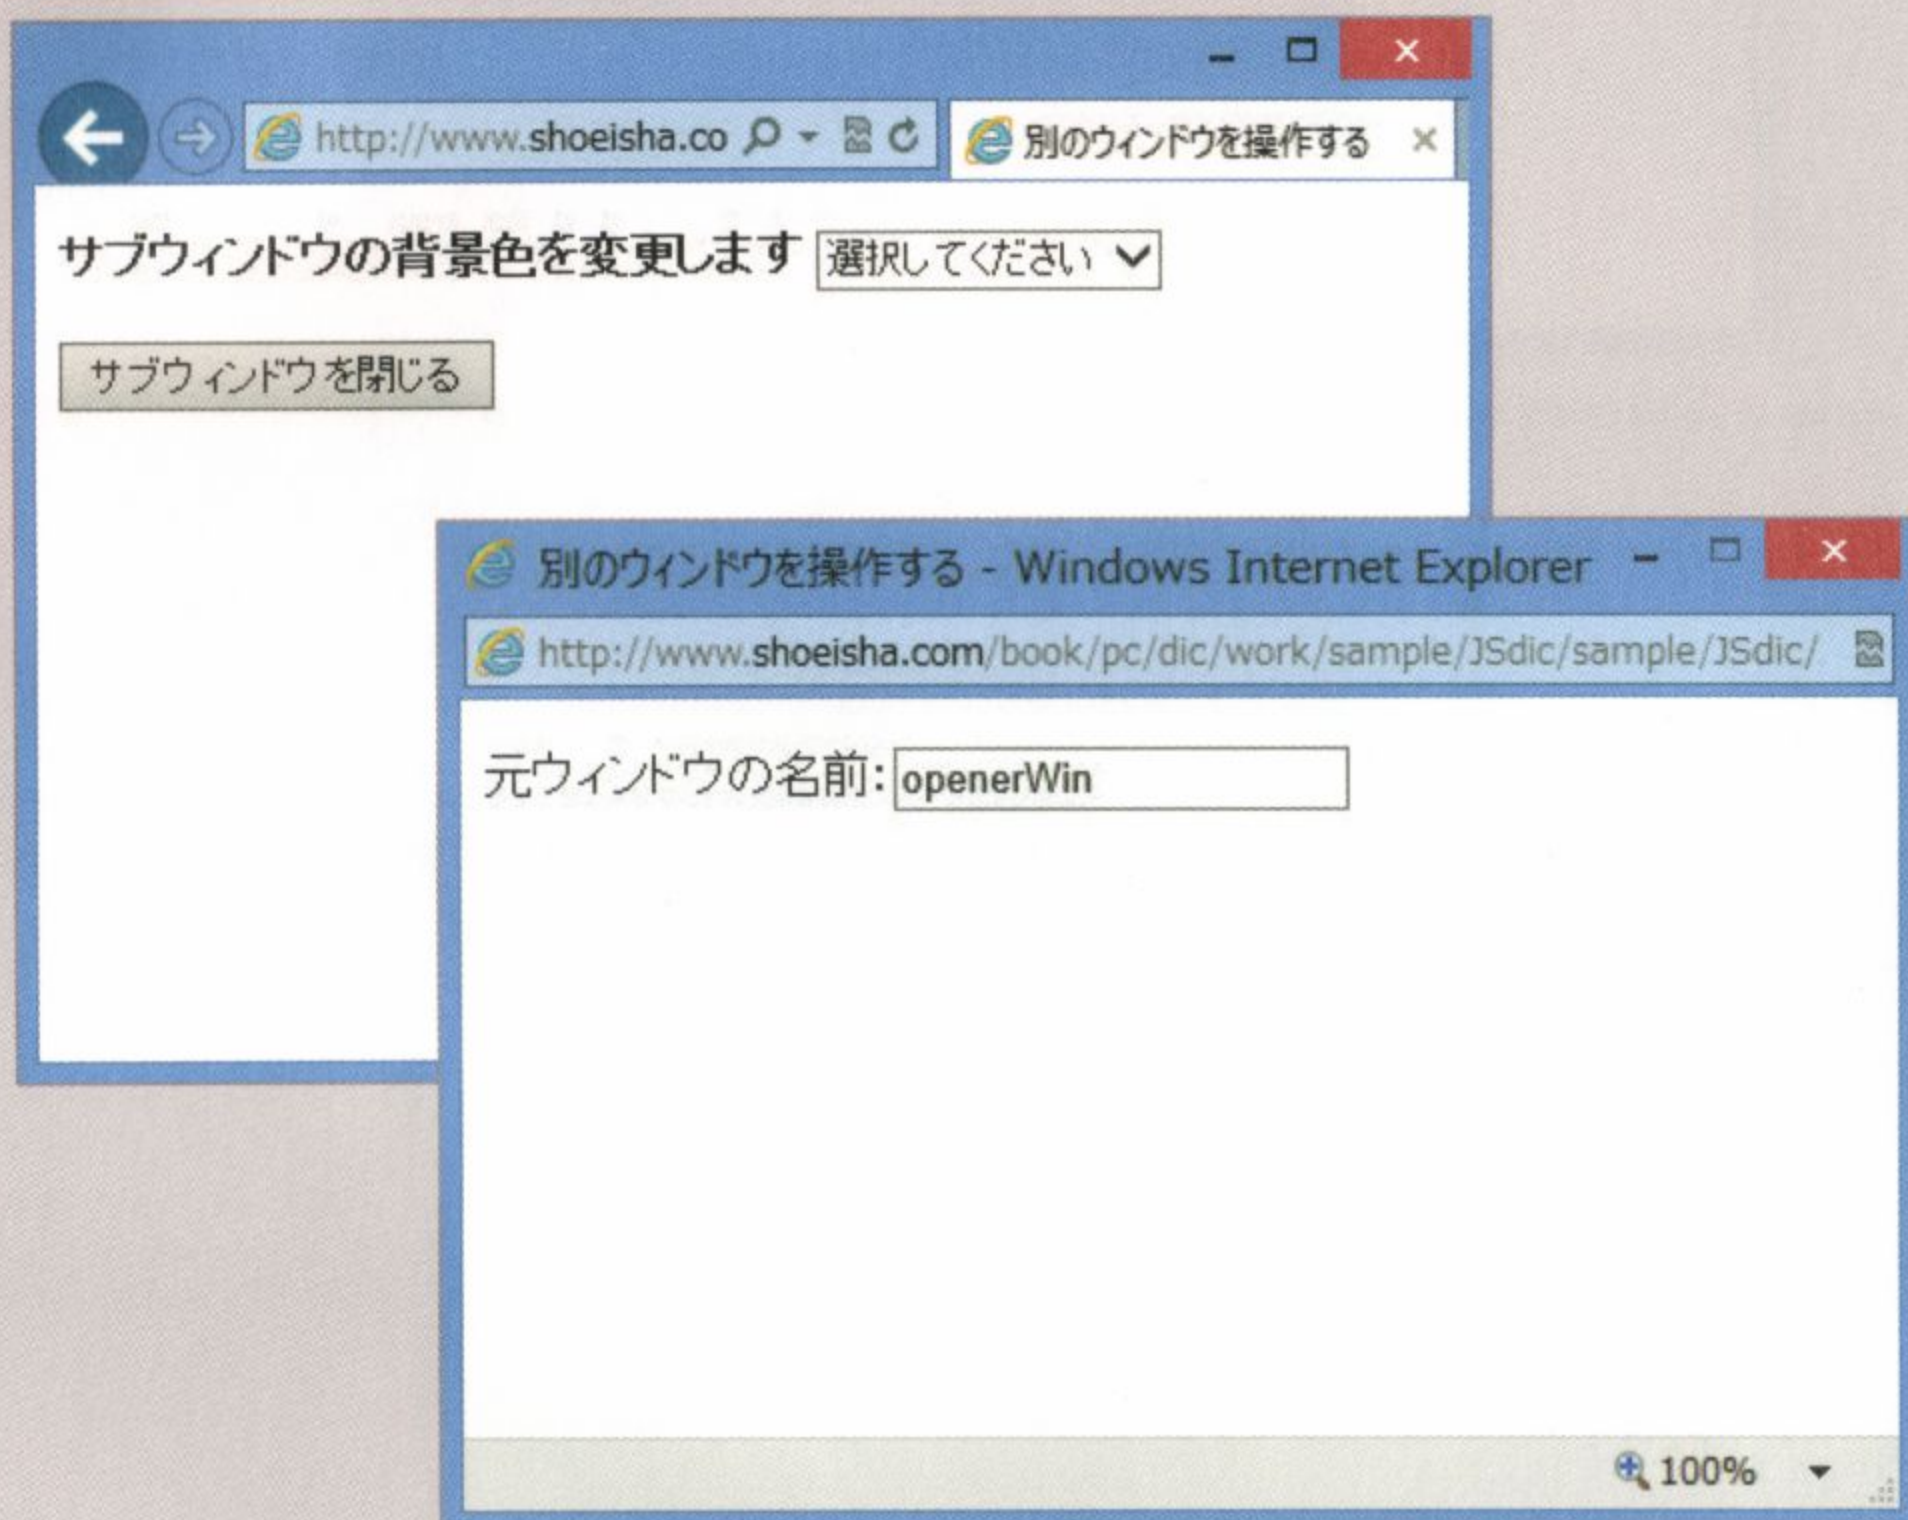 http://www.shoeisha.co
別のウィンドウを操作する
サブウィンドウの背景色を変更します 選択してください
サブウィンドウを閉じる
別のウィンドウを操作する - Windows Internet Explorer
http://www.shoeisha.com/book/pc/dic/work/sample/JSdic/sample/JSdic/
元ウィンドウの名前: openerWin
100%